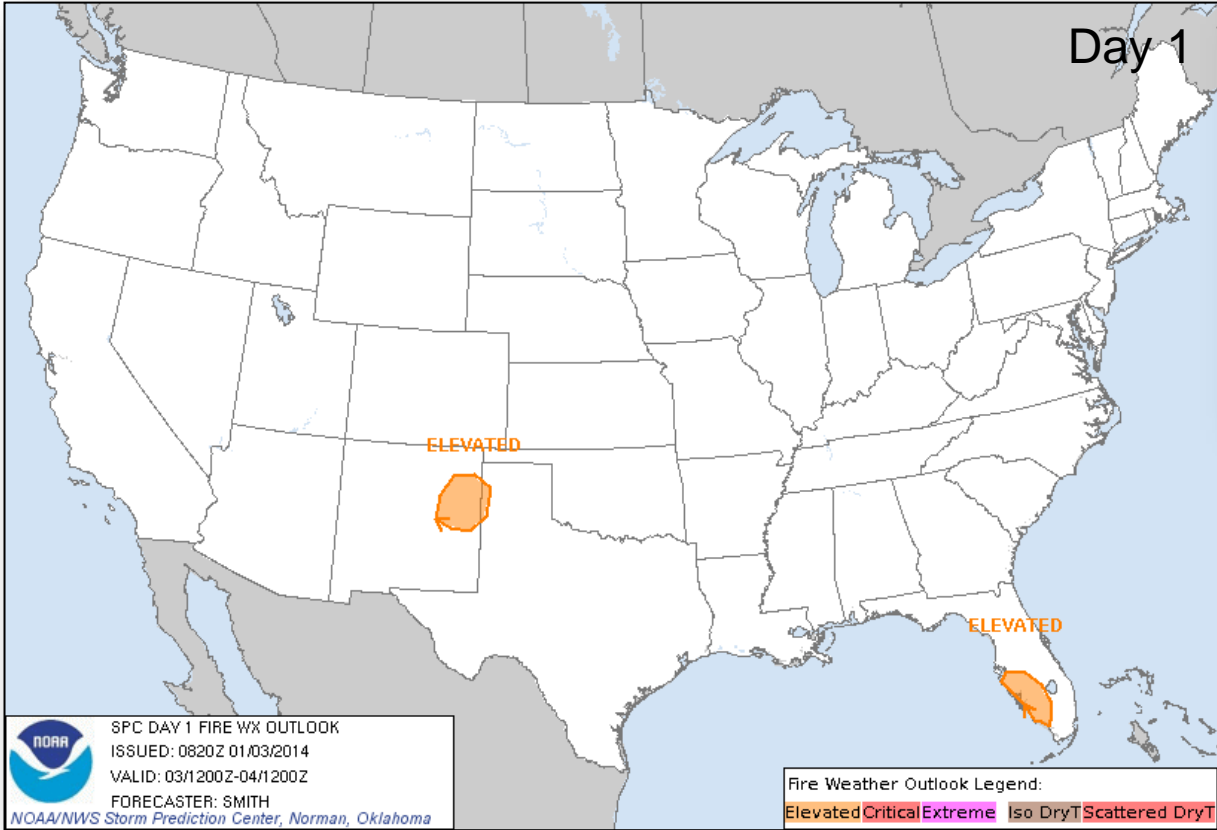 Day 1
ELEVATED
ELEVATED
NOAA
SPC DAY 1 FIRE WX OUTLOOK
ISSUED: 0820Z 01/03/2014
VALID: 03/1200Z-04/1200Z
FORECASTER: SMITH
NOAA/NWS Storm Prediction Center, Norman, Oklahoma
Fire Weather Outlook Legend:
Elevated Critical Extreme Iso DryT Scattered DryT